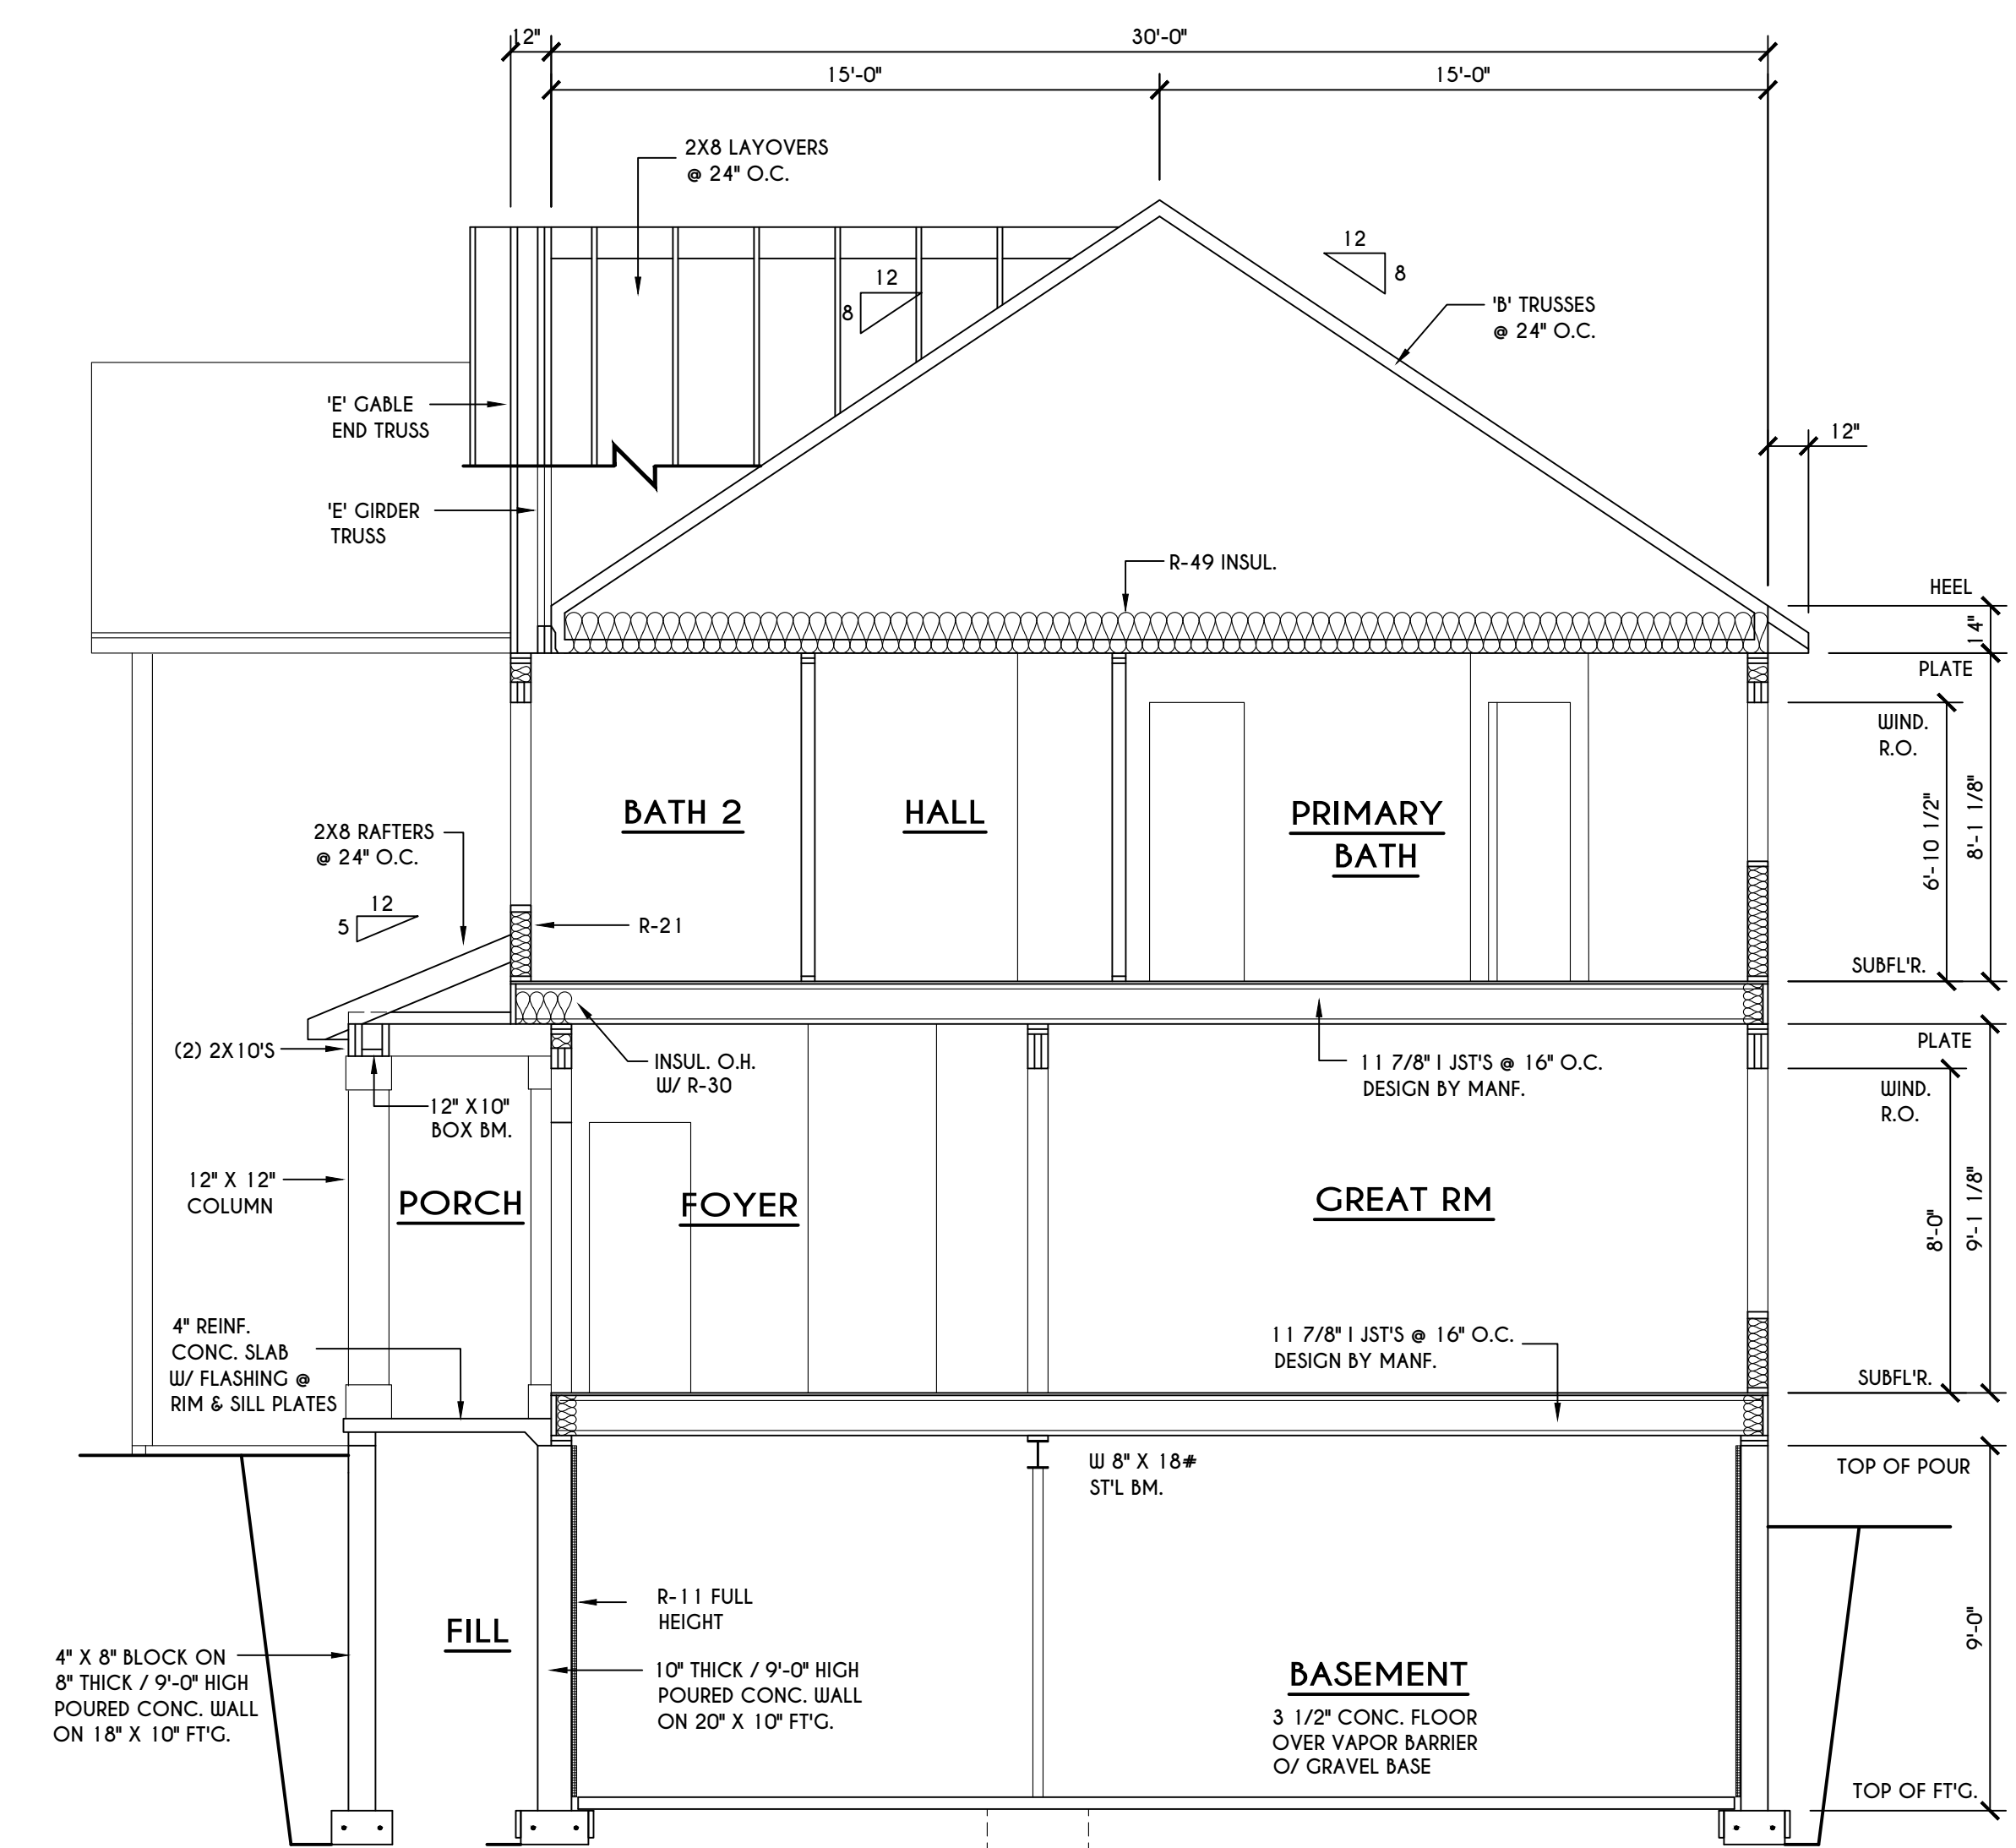 12"
30'-0"
15'-0"
15'-0"
2X8 LAYOVERS
@ 24" O.C.
12
8
12
8
'B' TRUSSES
@ 24" O.C.
'E' GABLE
END TRUSS
12"
'E' GIRDER
TRUSS
R-49 INSUL.
HEEL
14"
PLATE
WIND.
R.O.
6'-10 1/2"
8'-1 1/8"
BATH 2
HALL
PRIMARY
BATH
2X8 RAFTERS
@ 24" O.C.
12
5
R-21
SUBFL'R.
(2) 2X10'S
INSUL. O.H.
W/ R-30
11 7/8" I JST'S @ 16" O.C.
DESIGN BY MANF.
PLATE
WIND.
R.O.
12" X10"
BOX BM.
12" X 12"
COLUMN
PORCH
FOYER
GREAT RM
8'-0"
9'-1 1/8"
4" REINF.
CONC. SLAB
W/ FLASHING @
RIM & SILL PLATES
11 7/8" I JST'S @ 16" O.C.
DESIGN BY MANF.
SUBFL'R.
W 8" X 18#
ST'L BM.
TOP OF POUR
R-11 FULL
HEIGHT
FILL
9'-0"
4" X 8" BLOCK ON
8" THICK / 9'-0" HIGH
POURED CONC. WALL
ON 18" X 10" FT'G.
10" THICK / 9'-0" HIGH
POURED CONC. WALL
ON 20" X 10" FT'G.
BASEMENT
3 1/2" CONC. FLOOR
OVER VAPOR BARRIER
O/ GRAVEL BASE
TOP OF FT'G.